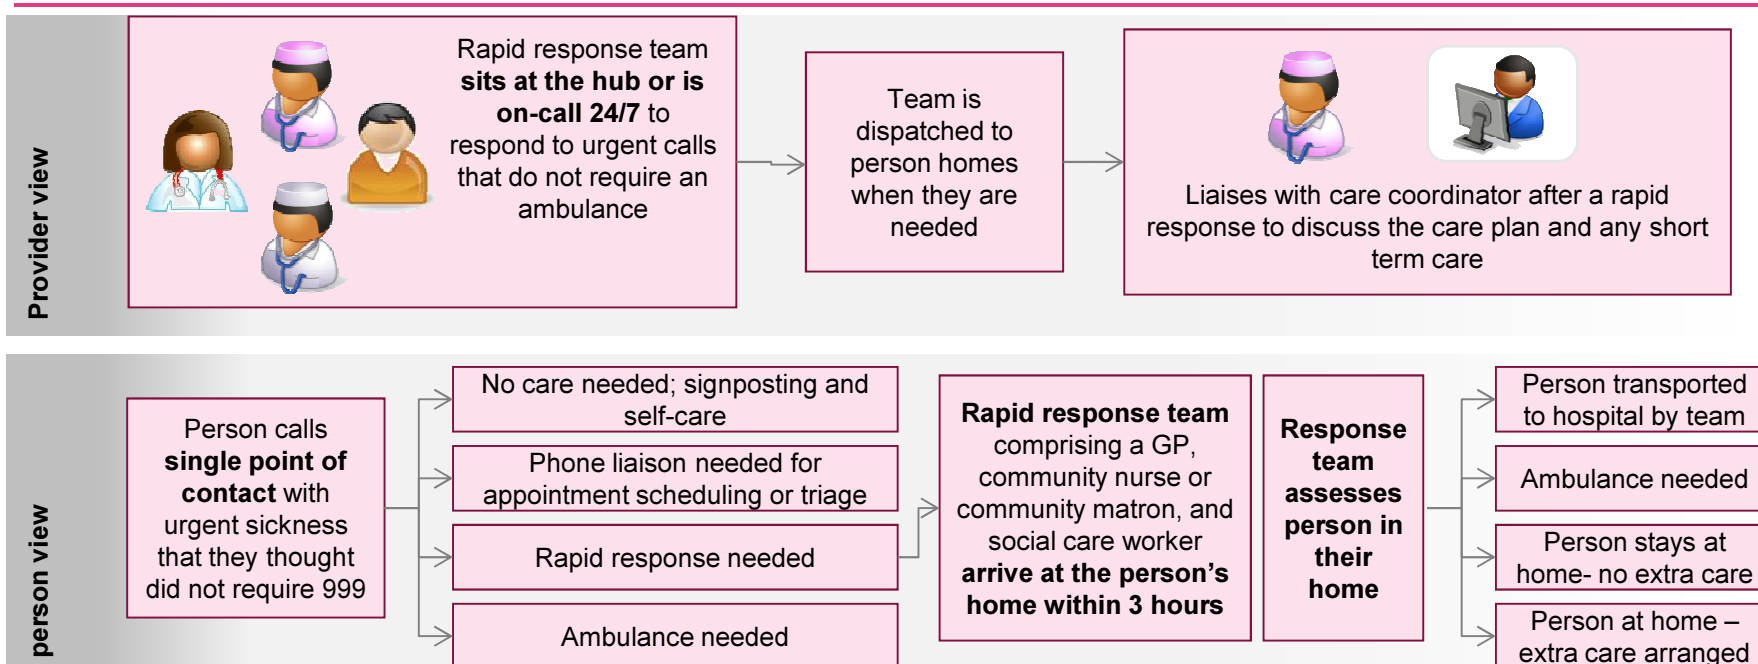 Provider view
Rapid response team
sits at the hub or is
on-call 24/7 to
respond to urgent calls
that do not require an
ambulance
Team is
dispatched to
person homes
when they are
needed
Liaises with care coordinator after a rapid
response to discuss the care plan and any short
term care
person view
Person calls
single point of
contact with
urgent sickness
that they thought
did not require 999
No care needed; signposting and
self-care
Phone liaison needed for
appointment scheduling or triage
Rapid response needed
Ambulance needed
Rapid response team
comprising a GP,
community nurse or
community matron, and
social care worker
arrive at the person’s
home within 3 hours
Response
team
assesses
person in
their
home
Person transported
to hospital by team
Ambulance needed
Person stays at
home- no extra care
Person at home –
extra care arranged